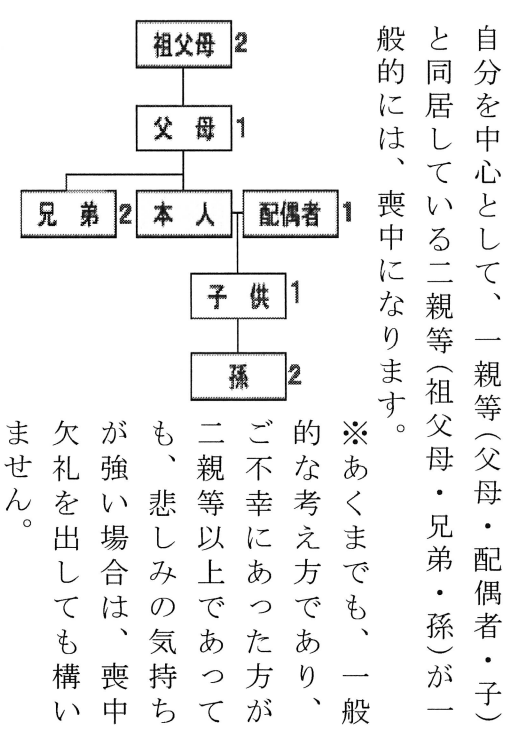 自分を中心として、一親等(父母・配偶者・子)
と同居している二親等(祖父母・兄弟・孫)が一
般的には、喪中になります。
祖父母 2
父母 1
兄弟 2 本人 配偶者 1
子供 1
孫 2
※あくまでも、一般
的な考え方であり、
ご不幸にあった方が
二親等以上であって
も、悲しみの気持ち
が強い場合は、喪中
欠礼を出しても構い
ません。